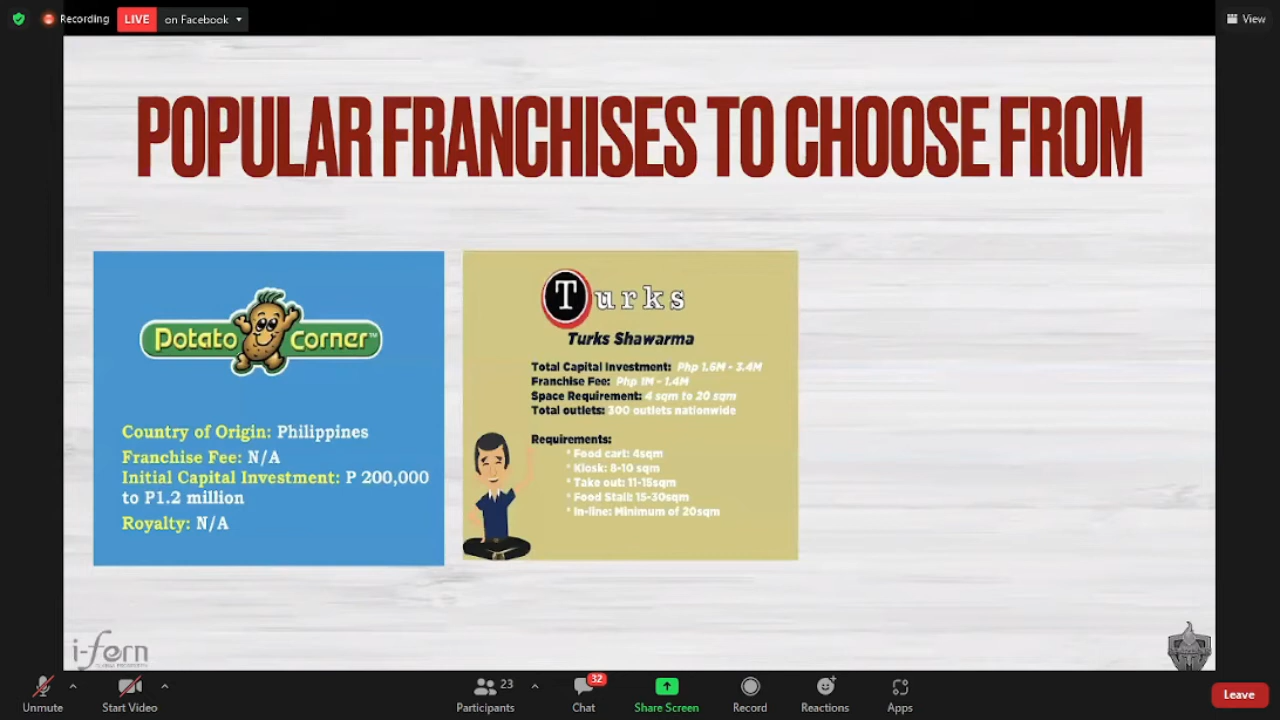 Recording
LIVE
on Facebook
View
POPULAR FRANCHISES TO CHOOSE FROM
Potato Corner™
Country of Origin: Philippines
Franchise Fee: N/A
Initial Capital Investment: P 200,000
to P1.2 million
Royalty: N/A
Turks
Turks Shawarma
Total Capital Investment: Php 1.6M - 3.4M
Franchise Fee: Php 1M - 1.4M
Space Requirement: 4 sqm to 20 sqm
Total outlets: 300 outlets nationwide
Requirements:
* Food cart: 4sqm
* Kiosk: 8-10 sqm
* Take out: 11-15sqm
* Food Stall: 15-30sqm
* In-line: Minimum of 20sqm
i-fern
Unmute
Start Video
23
Participants
32
Chat
Share Screen
Record
Reactions
Apps
Leave